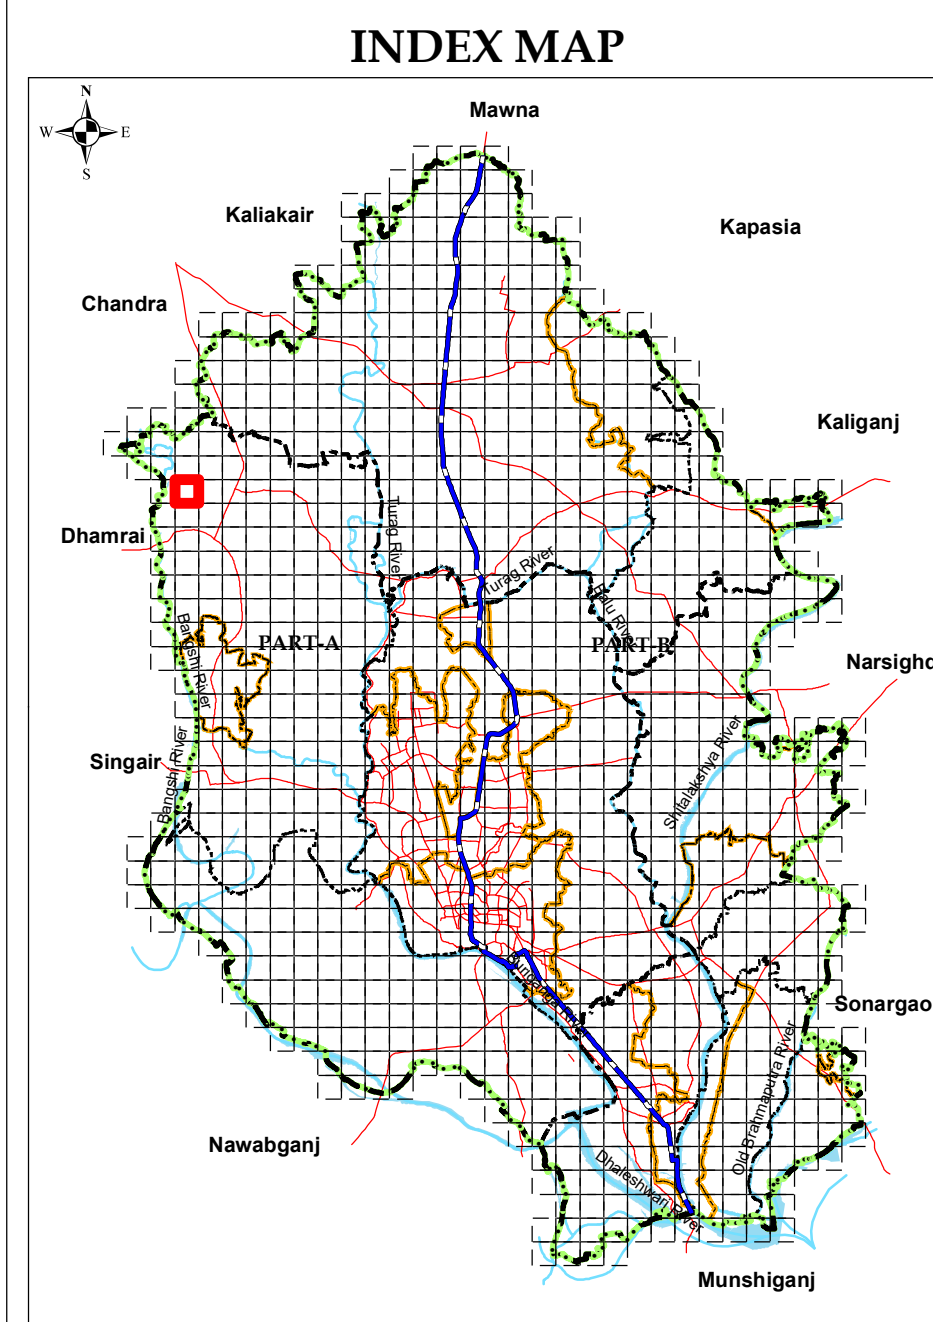 INDEX MAP
N
W E
S
Mawna
Kaliakair
Kapasia
Chandra
Kaliganj
Dhamrai
Turag River
Turag River
Balu River
Bangshi River
PART-A
PART-B
Narsighd
Shitalakshya River
Singair
Bangshi River
Buriganga River
Sonargao
Old Brahmaputra River
Nawabganj
Dhaleshwari River
Munshiganj